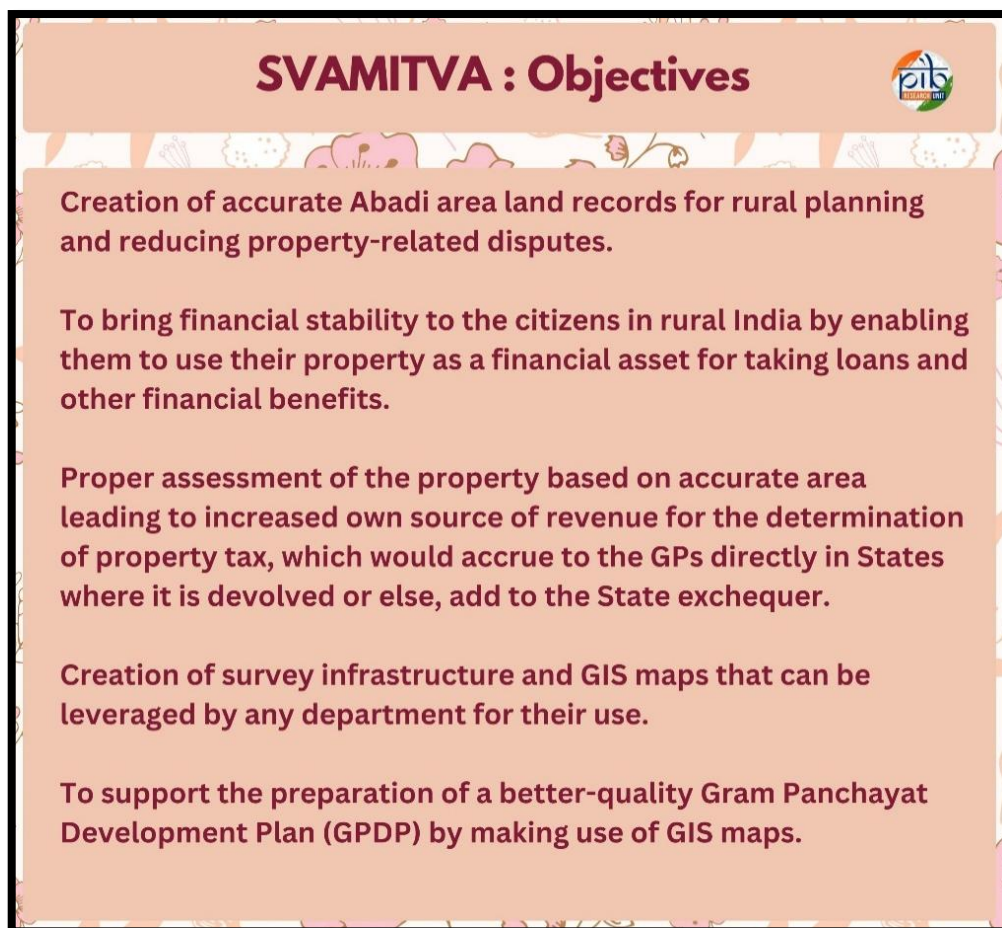 SVAMITVA : Objectives
pib
RESEARCH UNIT
Creation of accurate Abadi area land records for rural planning
and reducing property-related disputes.
To bring financial stability to the citizens in rural India by enabling
them to use their property as a financial asset for taking loans and
other financial benefits.
Proper assessment of the property based on accurate area
leading to increased own source of revenue for the determination
of property tax, which would accrue to the GPs directly in States
where it is devolved or else, add to the State exchequer.
Creation of survey infrastructure and GIS maps that can be
leveraged by any department for their use.
To support the preparation of a better-quality Gram Panchayat
Development Plan (GPDP) by making use of GIS maps.